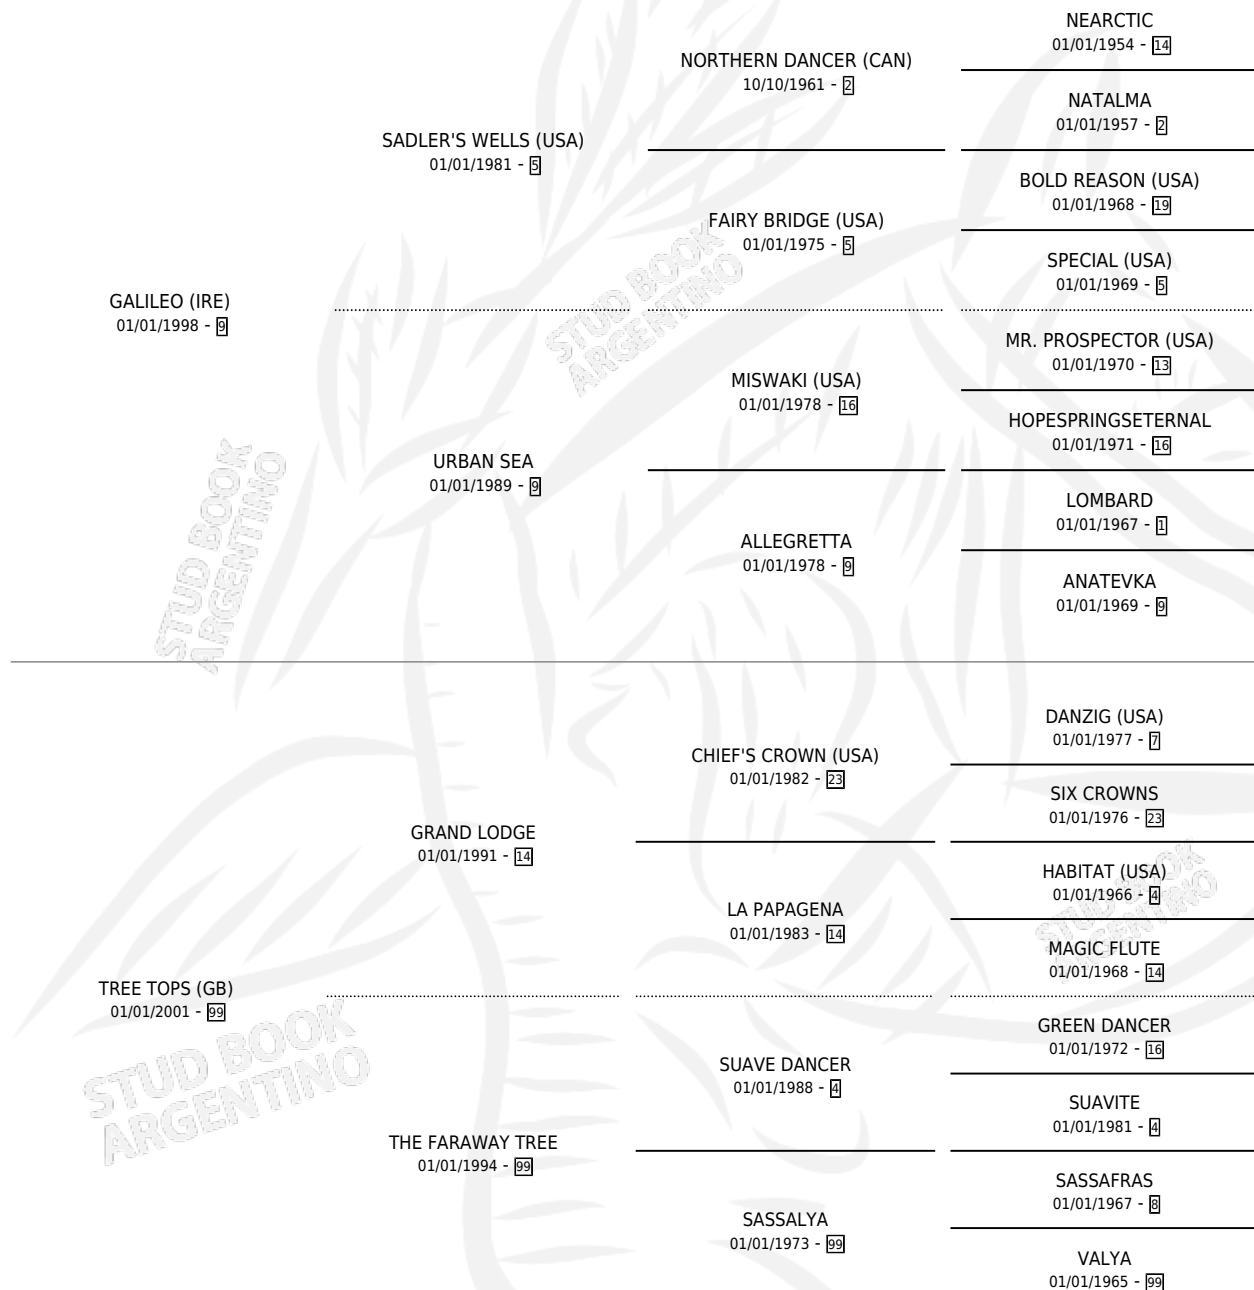 NEARCTIC
01/01/1954 - 14
NORTHERN DANCER (CAN)
10/10/1961 - 2
NATALMA
01/01/1957 - 2
SADLER'S WELLS (USA)
01/01/1981 - 5
BOLD REASON (USA)
01/01/1968 - 19
FAIRY BRIDGE (USA)
01/01/1975 - 5
SPECIAL (USA)
01/01/1969 - 5
GALILEO (IRE)
01/01/1998 - 9
STUD BOOK
ARGENTINO
MR. PROSPECTOR (USA)
01/01/1970 - 13
MISWAKI (USA)
01/01/1978 - 16
HOPESPRINGSETERNAL
01/01/1971 - 16
URBAN SEA
01/01/1989 - 9
LOMBARD
01/01/1967 - 1
ALLEGRETTA
01/01/1978 - 9
ANATEVKA
01/01/1969 - 9
STUD BOOK
ARGENTINO
DANZIG (USA)
01/01/1977 - 7
CHIEF'S CROWN (USA)
01/01/1982 - 23
SIX CROWNS
01/01/1976 - 23
GRAND LODGE
01/01/1991 - 14
HABITAT (USA)
01/01/1966 - 4
LA PAPAGENA
01/01/1983 - 14
STUD BOOK
ARGENTINO
MAGIC FLUTE
01/01/1968 - 14
TREE TOPS (GB)
01/01/2001 - 99
GREEN DANCER
01/01/1972 - 16
SUAVE DANCER
01/01/1988 - 4
SUAVITE
01/01/1981 - 4
STUD BOOK
ARGENTINO
THE FARAWAY TREE
01/01/1994 - 99
SASSAFRAS
01/01/1967 - 8
SASSALYA
01/01/1973 - 99
VALYA
01/01/1965 - 99